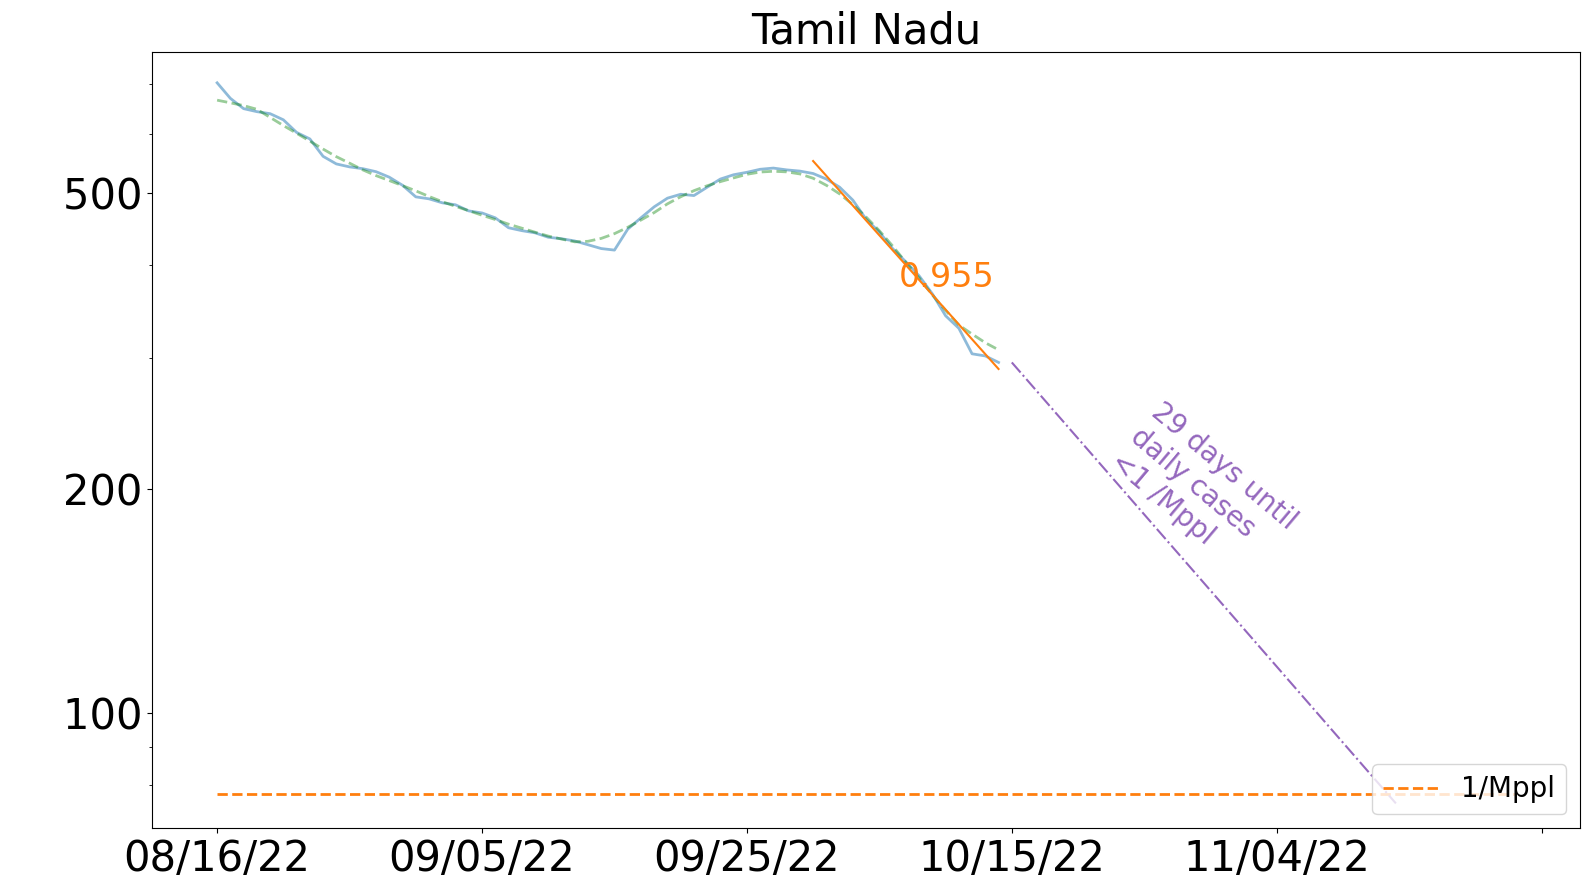 Tamil Nadu
500
200
100
0.955
29 days until
daily cases
<1 /Mppl
1/Mppl
08/16/22
09/05/22
09/25/22
10/15/22
11/04/22